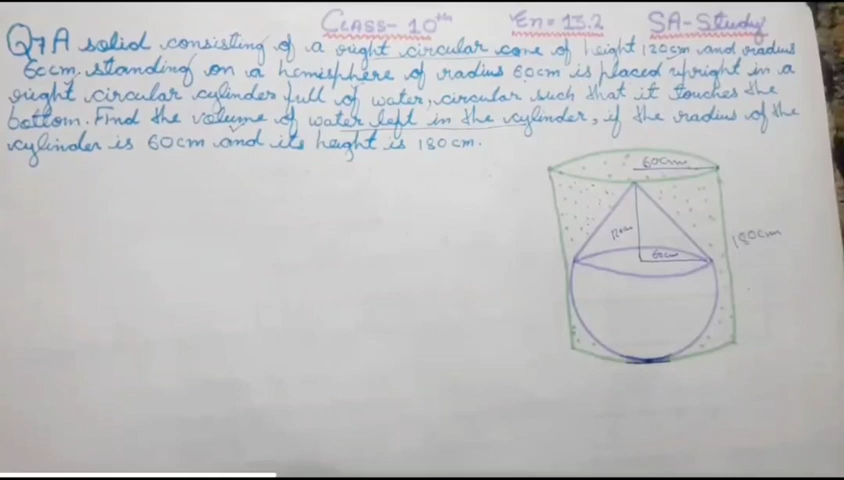 CLASS-10th En=13.2 SA-Study
Q7 A solid consisting of a right circular cone of height 120cm and radius
60cm. standing on a hemisphere of radius 60cm is placed upright in a
right circular cylinder full of water, circular such that it touches the
bottom. Find the volume of water left in the cylinder, if the radius of the
cylinder is 60cm and its height is 180cm.
60cm
120cm
180cm
60cm